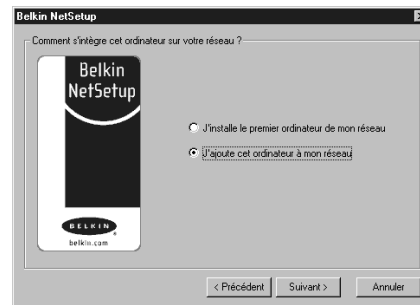 Belkin NetSetup
Comment s'intègre cet ordinateur sur votre réseau ?
Belkin
NetSetup
J'installe le premier ordinateur de mon réseau
J'ajoute cet ordinateur à mon réseau
BELKIN
belkin.com
< Précédent
Suivant >
Annuler